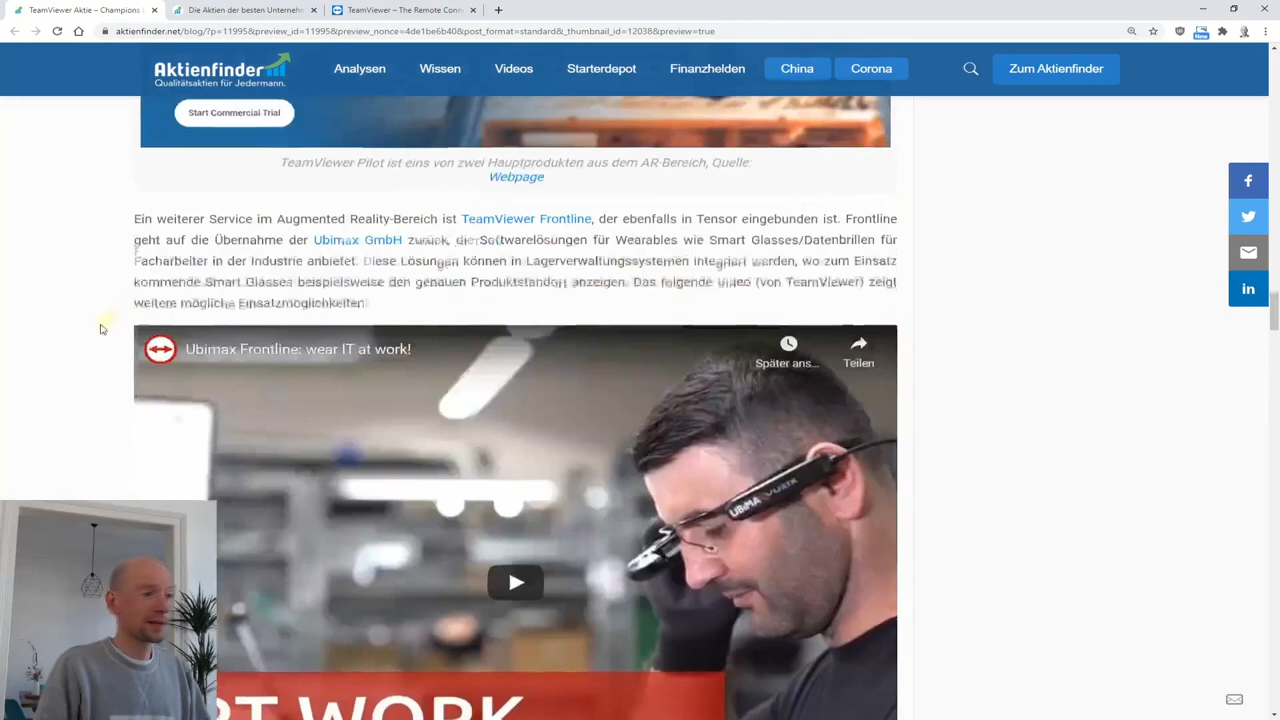 TeamViewer Aktie – Champions
Die Aktien der besten Unternehm
TeamViewer – The Remote Conn
aktienfinder.net/blog/?p=11995&preview_id=11995&preview_nonce=4de1be6b40&post_format=standard&_thumbnail_id=12038&preview=true
New
Aktienfinder
Qualitätsaktien für Jedermann.
Analysen
Wissen
Videos
Starterdepot
Finanzhelden
China
Corona
Zum Aktienfinder
Start Commercial Trial
TeamViewer Pilot ist eins von zwei Hauptprodukten aus dem AR-Bereich, Quelle:
Webpage
Ein weiterer Service im Augmented Reality-Bereich ist TeamViewer Frontline, der ebenfalls in Tensor eingebunden ist. Frontline
geht auf die Übernahme der Ubimax GmbH zurück, die Softwarelösungen für Wearables wie Smart Glasses/Datenbrillen für
Facharbeiter in der Industrie anbietet. Diese Lösungen können in Lagerverwaltungssystemen integriert werden, wo zum Einsatz
kommende Smart Glasses beispielsweise den genauen Produktstandort anzeigen. Das folgende Video (von TeamViewer) zeigt
weitere mögliche Einsatzmöglichkeiten:
Ubimax Frontline: wear IT at work!
Später ans...
Teilen
UBIMAX
WORK